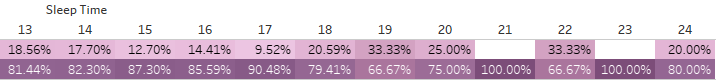 Sleep Time
13 14 15 16 17 18 19 20 21 22 23 24
18.56% 17.70% 12.70% 14.41% 9.52% 20.59% 33.33% 25.00% 33.33% 20.00%
81.44% 82.30% 87.30% 85.59% 90.48% 79.41% 66.67% 75.00% 100.00% 66.67% 100.00% 80.00%